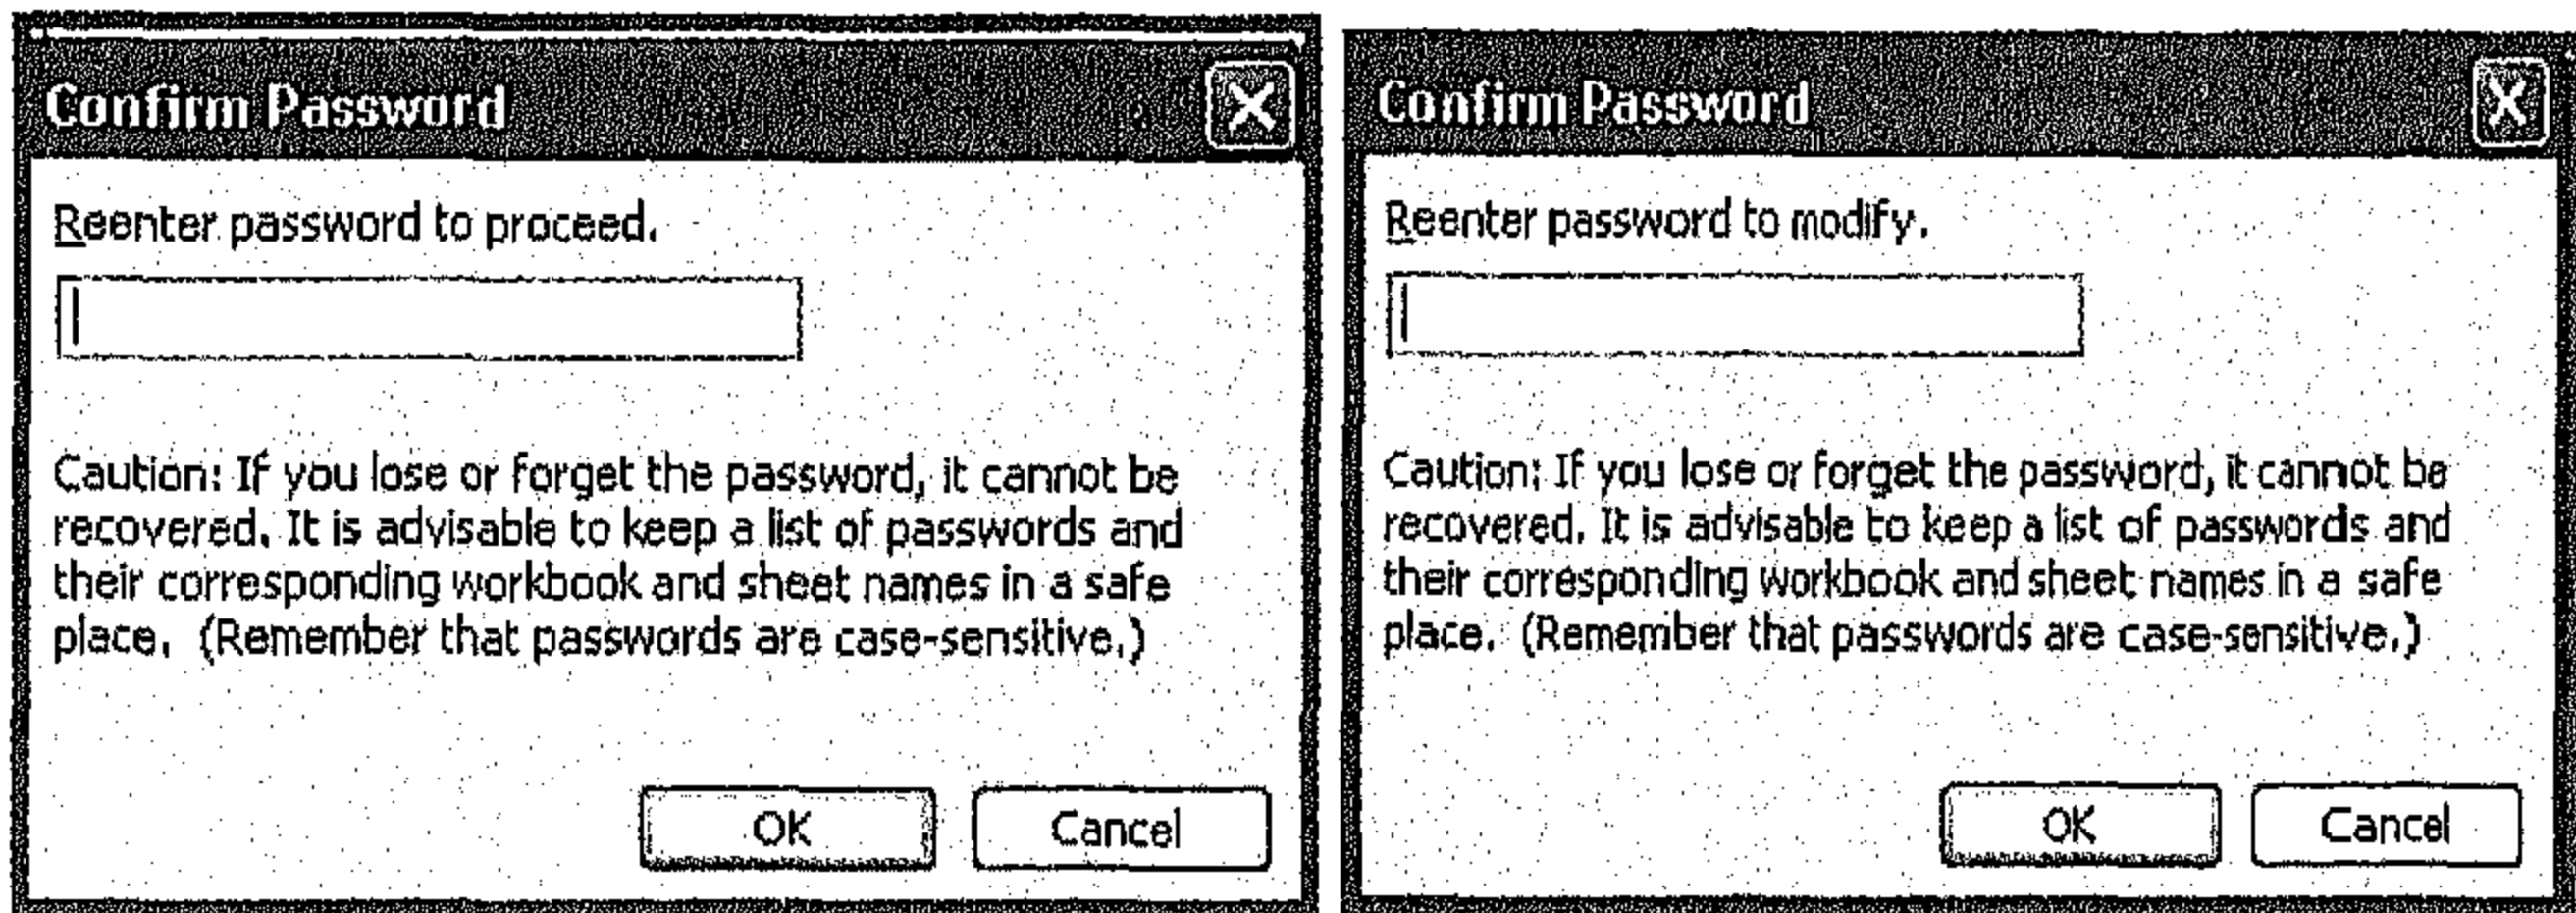 Confirm Password
Reenter password to proceed.
Caution: If you lose or forget the password, it cannot be
recovered. It is advisable to keep a list of passwords and
their corresponding workbook and sheet names in a safe
place. (Remember that passwords are case-sensitive.)
OK Cancel
Confirm Password
Reenter password to modify.
Caution: If you lose or forget the password, it cannot be
recovered. It is advisable to keep a list of passwords and
their corresponding workbook and sheet names in a safe
place. (Remember that passwords are case-sensitive.)
OK Cancel